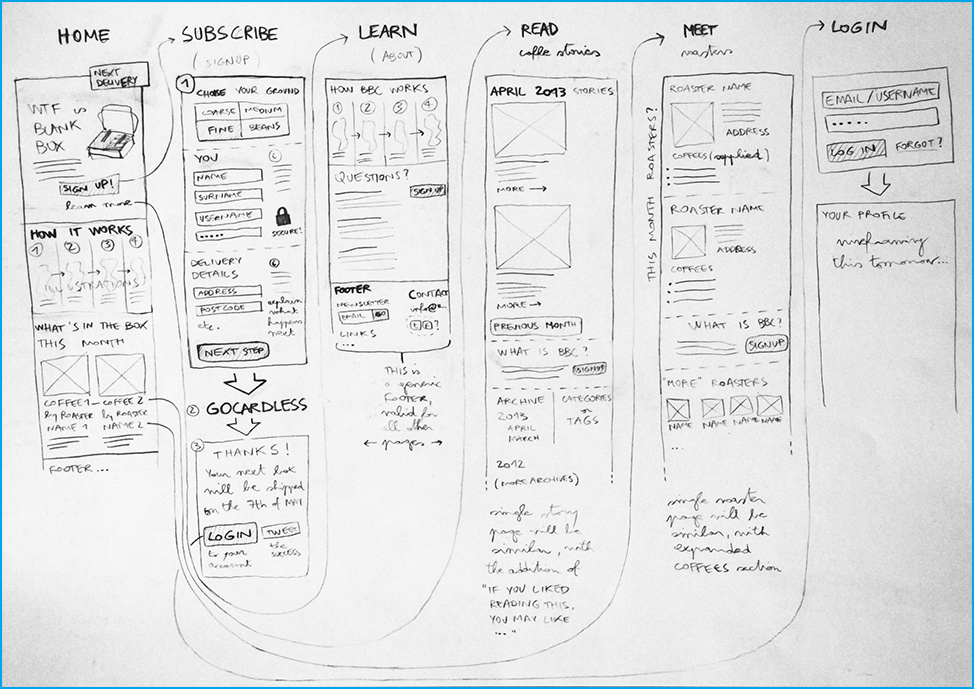 HOME
NEXT
DELIVERY
WTF is
BLANK
BOX
SIGN UP!
learn more
HOW IT WORKS
1 2 3 4
ILLUSTRATIONS
WHAT'S IN THE BOX
THIS MONTH
COFFEE 1 — COFFEE 2
by ROASTER by ROASTER
NAME 1 NAME 2
FOOTER ...
SUBSCRIBE
(SIGNUP)
1
CHOOSE YOUR GROUND
COARSE MEDIUM
FINE BEANS
YOU
NAME
SURNAME
USERNAME
SECURE!
DELIVERY
DETAILS
ADDRESS
POSTCODE
etc.
explain
what
happens
next
NEXT STEP
2 GOCARDLESS
3
THANKS!
Your next box
will be shipped
on the 7th of MAY
LOGIN
to your
account
TWEET
the
SUCCESS
LEARN
(ABOUT)
HOW BBC WORKS
1 2 3 4
QUESTIONS?
SIGNUP
FOOTER
NEWSLETTER
EMAIL GO
LINKS
...
CONTACT
info@...
t f ?
THIS is
a generic
FOOTER,
valid for
all other
pages
READ
coffee stories
APRIL 2013 STORIES
MORE
MORE
PREVIOUS MONTH
WHAT IS BBC?
SIGNUP
ARCHIVE
2013
APRIL
MARCH
2012
(MORE ARCHIVES)
CATEGORIES
or
TAGS
single story
page will be
similar, with
the addition of
"IF YOU LIKED
READING THIS,
YOU MAY LIKE
..."
MEET
roasters
THIS MONTH ROASTERS?
ROASTER NAME
ADDRESS
COFFEES (supplied)
ROASTER NAME
ADDRESS
COFFEES
WHAT IS BBC?
SIGNUP
"MORE" ROASTERS
NAME NAME NAME NAME
...
single roaster
page will be
similar, with
expanded
COFFEES section
LOGIN
EMAIL/USERNAME
LOG IN
FORGOT?
YOUR PROFILE
wireframing
this tomorrow...